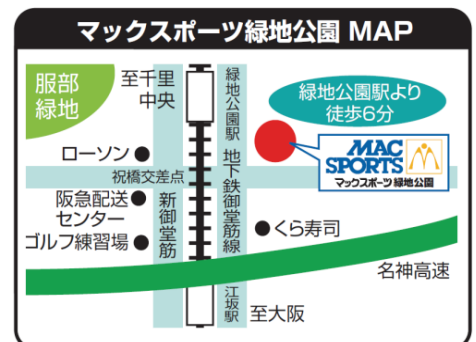 マックスポーツ緑地公園 MAP
服部
緑地
至千里
中央
緑地公園駅
緑地公園駅より
徒歩6分
ローソン
MAC
SPORTS
マックスポーツ 緑地公園
祝橋交差点
地下鉄御堂筋線
阪急配送
センター
新御堂筋
ゴルフ練習場
くら寿司
名神高速
江坂駅
至大阪